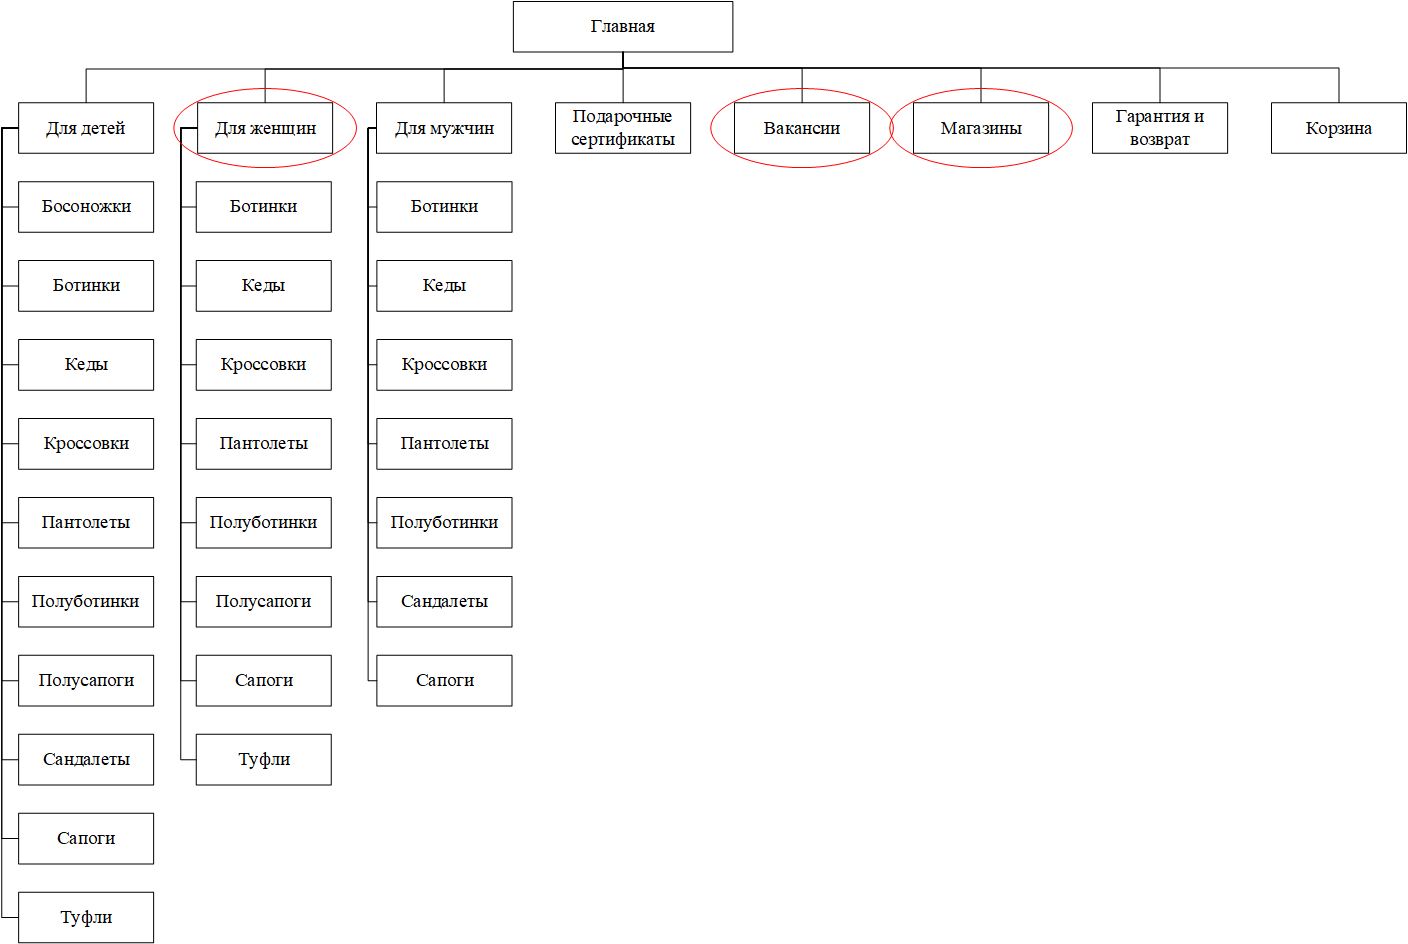 Главная
Для детей
Для женщин
Для мужчин
Подарочные
сертификаты
Вакансии
Магазины
Гарантия и
возврат
Корзина
Босоножки
Ботинки
Кеды
Кроссовки
Пантолеты
Полуботинки
Полусапоги
Сандалеты
Сапоги
Туфли
Ботинки
Кеды
Кроссовки
Пантолеты
Полуботинки
Полусапоги
Сапоги
Туфли
Ботинки
Кеды
Кроссовки
Пантолеты
Полуботинки
Сандалеты
Сапоги